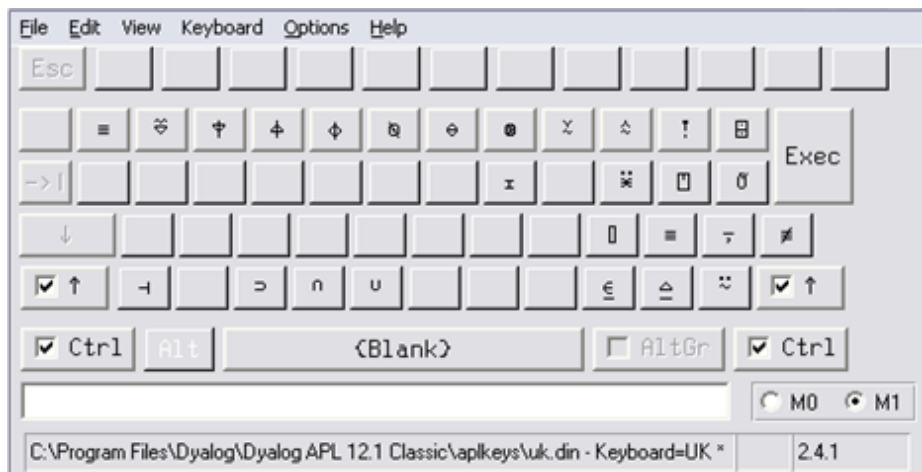 File Edit View Keyboard Options Help
Esc
≡ ⍣ ⍒ ⍋ ⌽ ⍉ ⊖ ⍟ ⍱ ⍲ ! ⌹ Exec
->| ⌶ ⍞
↓ ⌷ ≡ ⍪ ≢
↑ ⊣ ⊃ ∩ ∪ ⍷ ⍙ ⍨ ↑
Ctrl Alt {Blank} AltGr Ctrl
M0 M1
C:\Program Files\Dyalog\Dyalog APL 12.1 Classic\aplkeys\uk.din - Keyboard=UK * 2.4.1